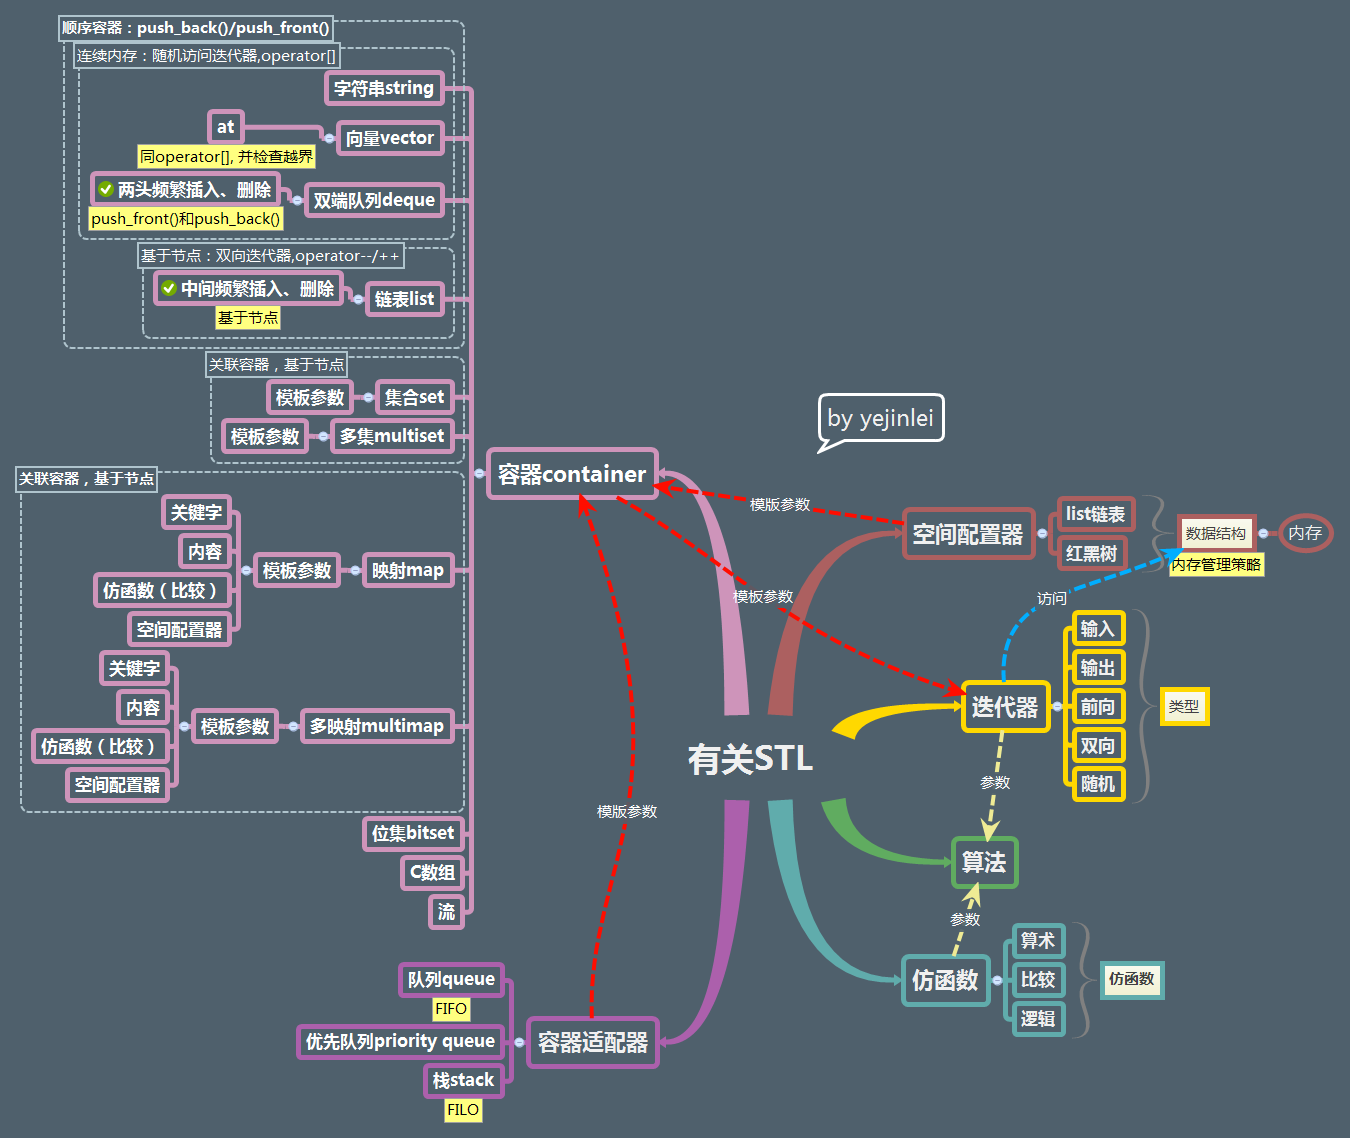 顺序容器：push_back()/push_front()
连续内存：随机访问迭代器,operator[]
字符串string
at
向量vector
同operator[], 并检查越界
两头频繁插入、删除
双端队列deque
push_front()和push_back()
基于节点：双向迭代器,operator--/++
中间频繁插入、删除
链表list
基于节点
关联容器，基于节点
模板参数
集合set
模板参数
多集multiset
关联容器，基于节点
关键字
内容
仿函数（比较）
空间配置器
模板参数
映射map
关键字
内容
仿函数（比较）
空间配置器
模板参数
多映射multimap
位集bitset
C数组
流
容器container
队列queue
FIFO
优先队列priority queue
栈stack
FILO
容器适配器
模版参数
有关STL
by yejinlei
模版参数
模板参数
空间配置器
list链表
红黑树
数据结构
内存管理策略
内存
访问
迭代器
输入
输出
前向
双向
随机
类型
参数
算法
参数
仿函数
算术
比较
逻辑
仿函数